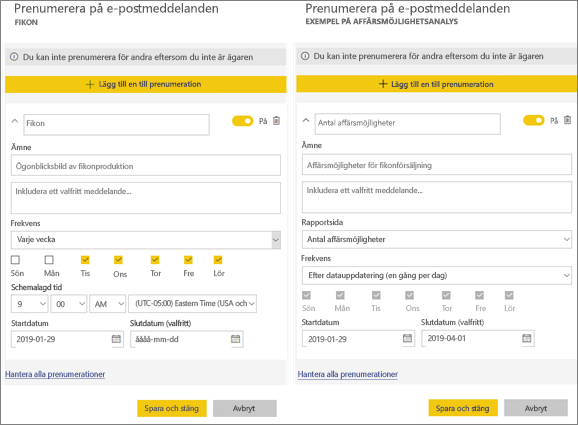 Prenumerera på e-postmeddelanden
FIKON
Du kan inte prenumerera för andra eftersom du inte är ägaren
+ Lägg till en till prenumeration
Fikon
På
Ämne
Ögonblicksbild av fikonproduktion
Inkludera ett valfritt meddelande...
Frekvens
Varje vecka
Sön Mån Tis Ons Tor Fre Lör
Schemalagd tid
9 00 AM (UTC-05:00) Eastern Time (USA och
Startdatum Slutdatum (valfritt)
2019-01-29 åååå-mm-dd
Hantera alla prenumerationer
Spara och stäng Avbryt
Prenumerera på e-postmeddelanden
EXEMPEL PÅ AFFÄRSMÖJLIGHETSANALYS
Du kan inte prenumerera för andra eftersom du inte är ägaren
+ Lägg till en till prenumeration
Antal affärsmöjligheter
På
Ämne
Affärsmöjligheter för fikonförsäljning
Inkludera ett valfritt meddelande...
Rapportsida
Antal affärsmöjligheter
Frekvens
Efter datauppdatering (en gång per dag)
Sön Mån Tis Ons Tor Fre Lör
Startdatum Slutdatum (valfritt)
2019-01-29 2019-04-01
Hantera alla prenumerationer
Spara och stäng Avbryt